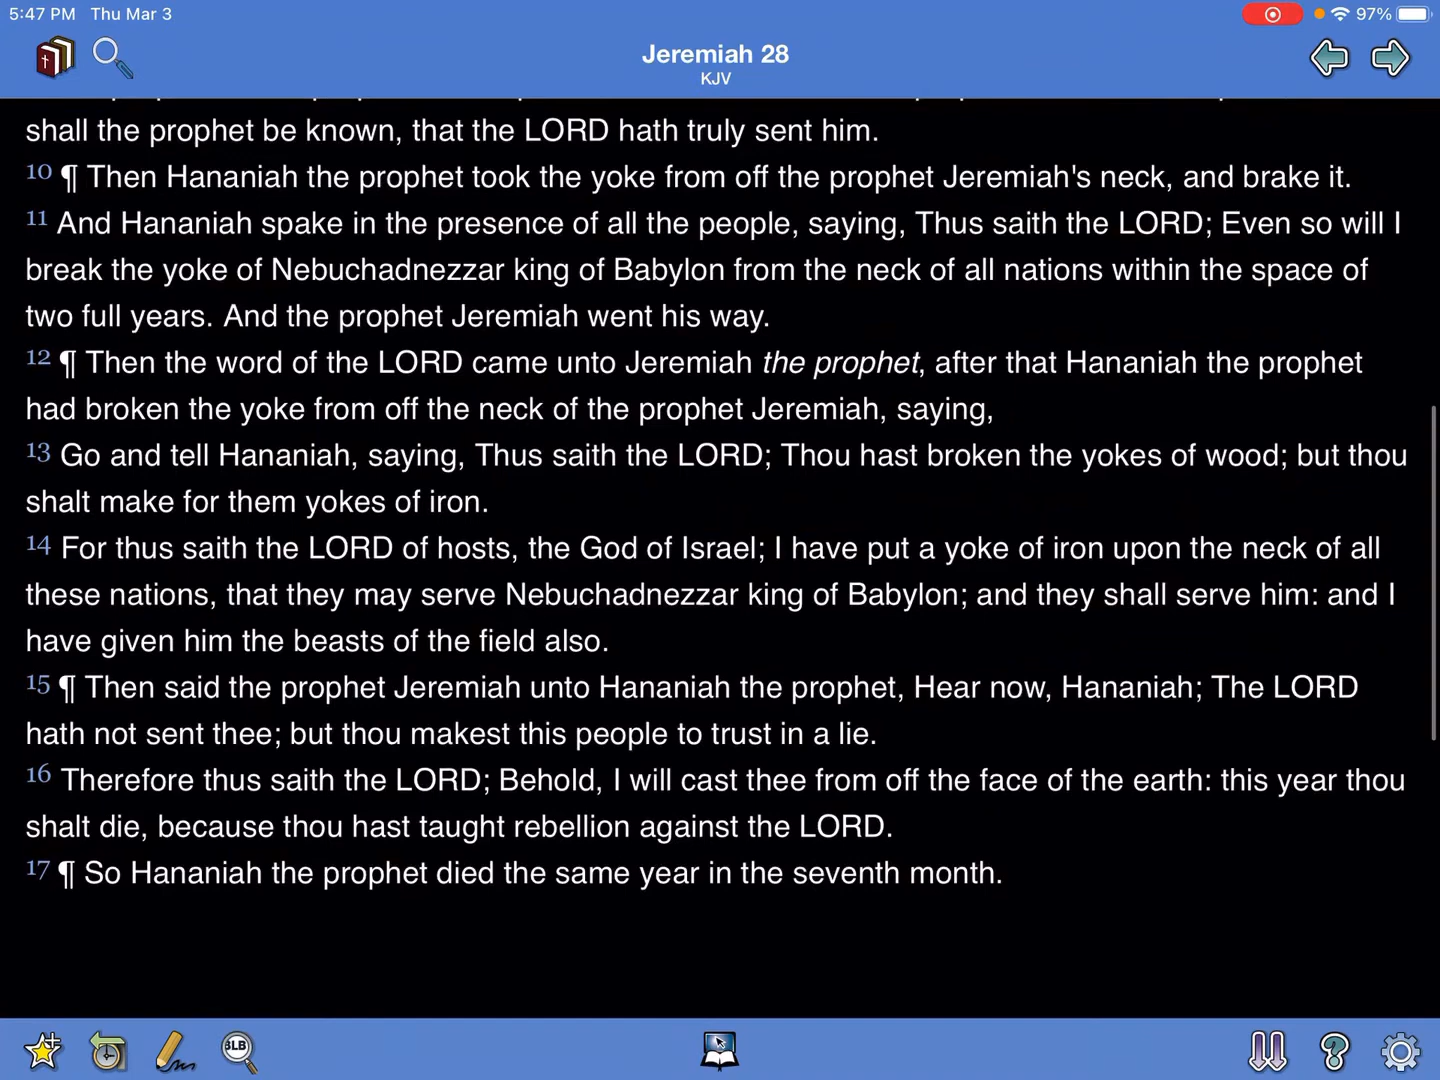 5:47 PM Thu Mar 3
97%
Jeremiah 28
KJV
shall the prophet be known, that the LORD hath truly sent him.
10 ¶ Then Hananiah the prophet took the yoke from off the prophet Jeremiah's neck, and brake it.
11 And Hananiah spake in the presence of all the people, saying, Thus saith the LORD; Even so will I
break the yoke of Nebuchadnezzar king of Babylon from the neck of all nations within the space of
two full years. And the prophet Jeremiah went his way.
12 ¶ Then the word of the LORD came unto Jeremiah the prophet, after that Hananiah the prophet
had broken the yoke from off the neck of the prophet Jeremiah, saying,
13 Go and tell Hananiah, saying, Thus saith the LORD; Thou hast broken the yokes of wood; but thou
shalt make for them yokes of iron.
14 For thus saith the LORD of hosts, the God of Israel; I have put a yoke of iron upon the neck of all
these nations, that they may serve Nebuchadnezzar king of Babylon; and they shall serve him: and I
have given him the beasts of the field also.
15 ¶ Then said the prophet Jeremiah unto Hananiah the prophet, Hear now, Hananiah; The LORD
hath not sent thee; but thou makest this people to trust in a lie.
16 Therefore thus saith the LORD; Behold, I will cast thee from off the face of the earth: this year thou
shalt die, because thou hast taught rebellion against the LORD.
17 ¶ So Hananiah the prophet died the same year in the seventh month.
BLB